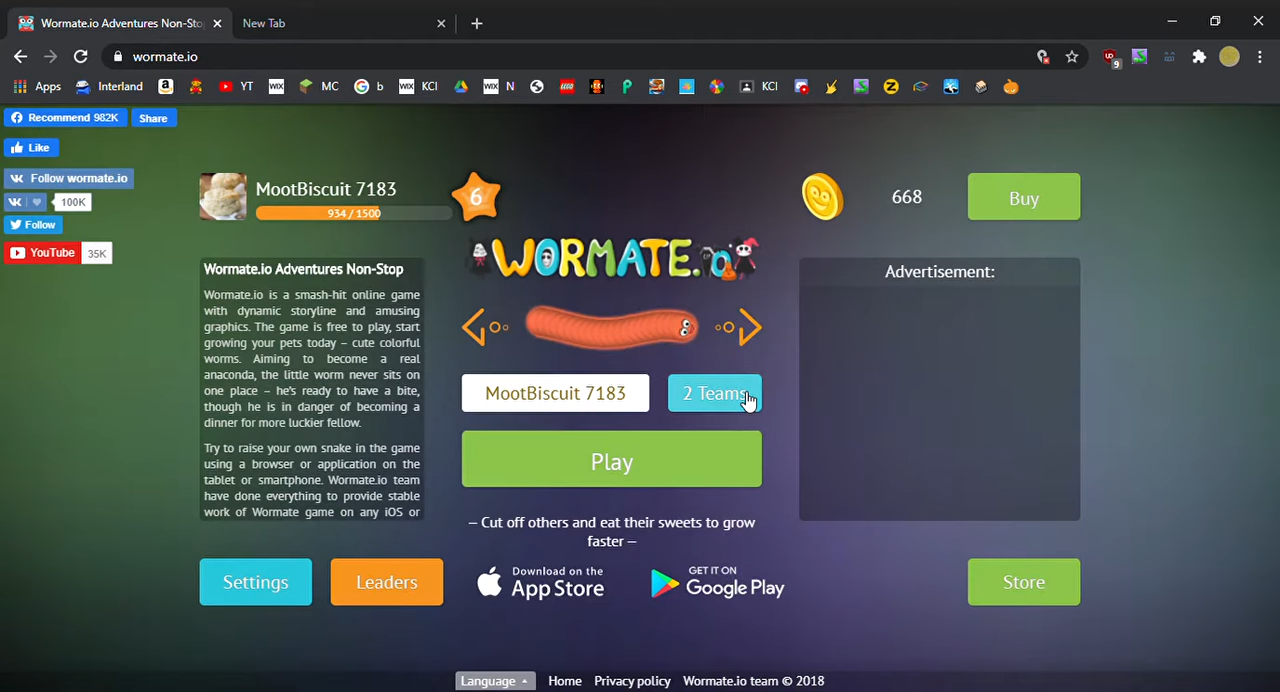 Wormate.io Adventures Non-Sto
New Tab
wormate.io
9
Apps
Interland
YT
WIX
MC
b
WIX
KCI
WIX
N
KCI
Recommend 982K
Share
Like
Follow wormate.io
100K
Follow
YouTube
35K
MootBiscuit 7183
934 / 1500
6
668
Buy
WORMATE.io
Wormate.io Adventures Non-Stop
Wormate.io is a smash-hit online game
with dynamic storyline and amusing
graphics. The game is free to play, start
growing your pets today – cute colorful
worms. Aiming to become a real
anaconda, the little worm never sits on
one place – he's ready to have a bite,
though he is in danger of becoming a
dinner for more luckier fellow.
Try to raise your own snake in the game
using a browser or application on the
tablet or smartphone. Wormate.io team
have done everything to provide stable
work of Wormate game on any iOS or
MootBiscuit 7183
2 Teams
Play
— Cut off others and eat their sweets to grow
faster —
Advertisement:
Settings
Leaders
Download on the
App Store
GET IT ON
Google Play
Store
Language
Home
Privacy policy
Wormate.io team © 2018